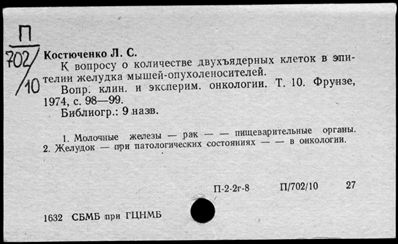 П
702/10
Костюченко Л. С.
К вопросу о количестве двухъядерных клеток в эпи-
телии желудка мышей-опухоленосителей.
Вопр. клин. и эксперим. онкологии. Т. 10. Фрунзе,
1974, с. 98—99.
Библиогр.: 9 назв.
1. Молочные железы — рак — — пищеварительные органы.
2. Желудок — при патологических состояниях — — в онкологии.
П-2-2г-8 П/702/10 27
1632 СБМБ при ГЦНМБ